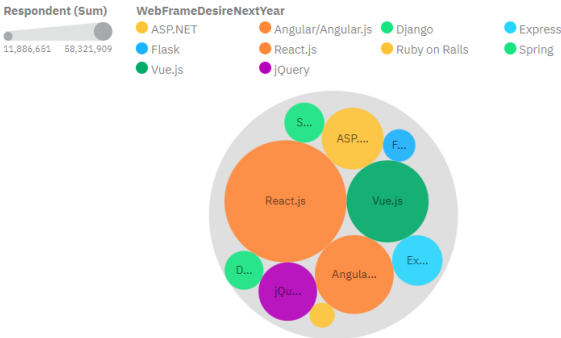 Respondent (Sum)
11,886,651 58,321,909
WebFrameDesireNextYear
ASP.NET Angular/Angular.js Django Express
Flask React.js Ruby on Rails Spring
Vue.js jQuery
S...
ASP....
F...
React.js
Vue.js
D...
jQu...
Angula...
Ex...